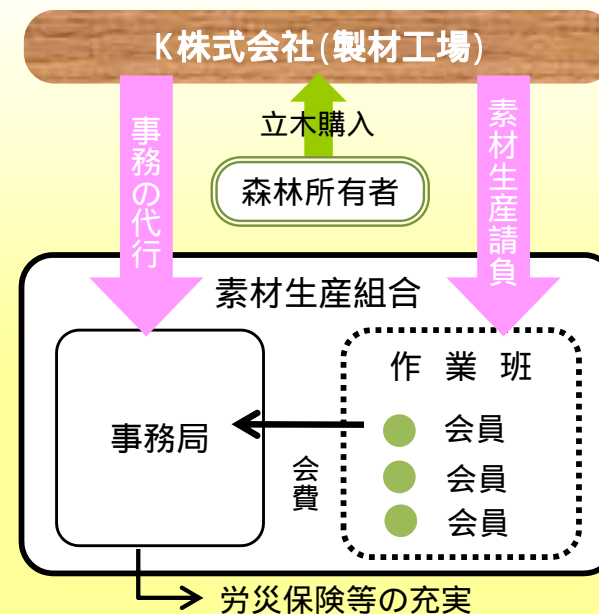 K株式会社(製材工場)
事務の代行
立木購入
素材生産請負
森林所有者
素材生産組合
事務局
作業班
会費
会員
会員
会員
労災保険等の充実